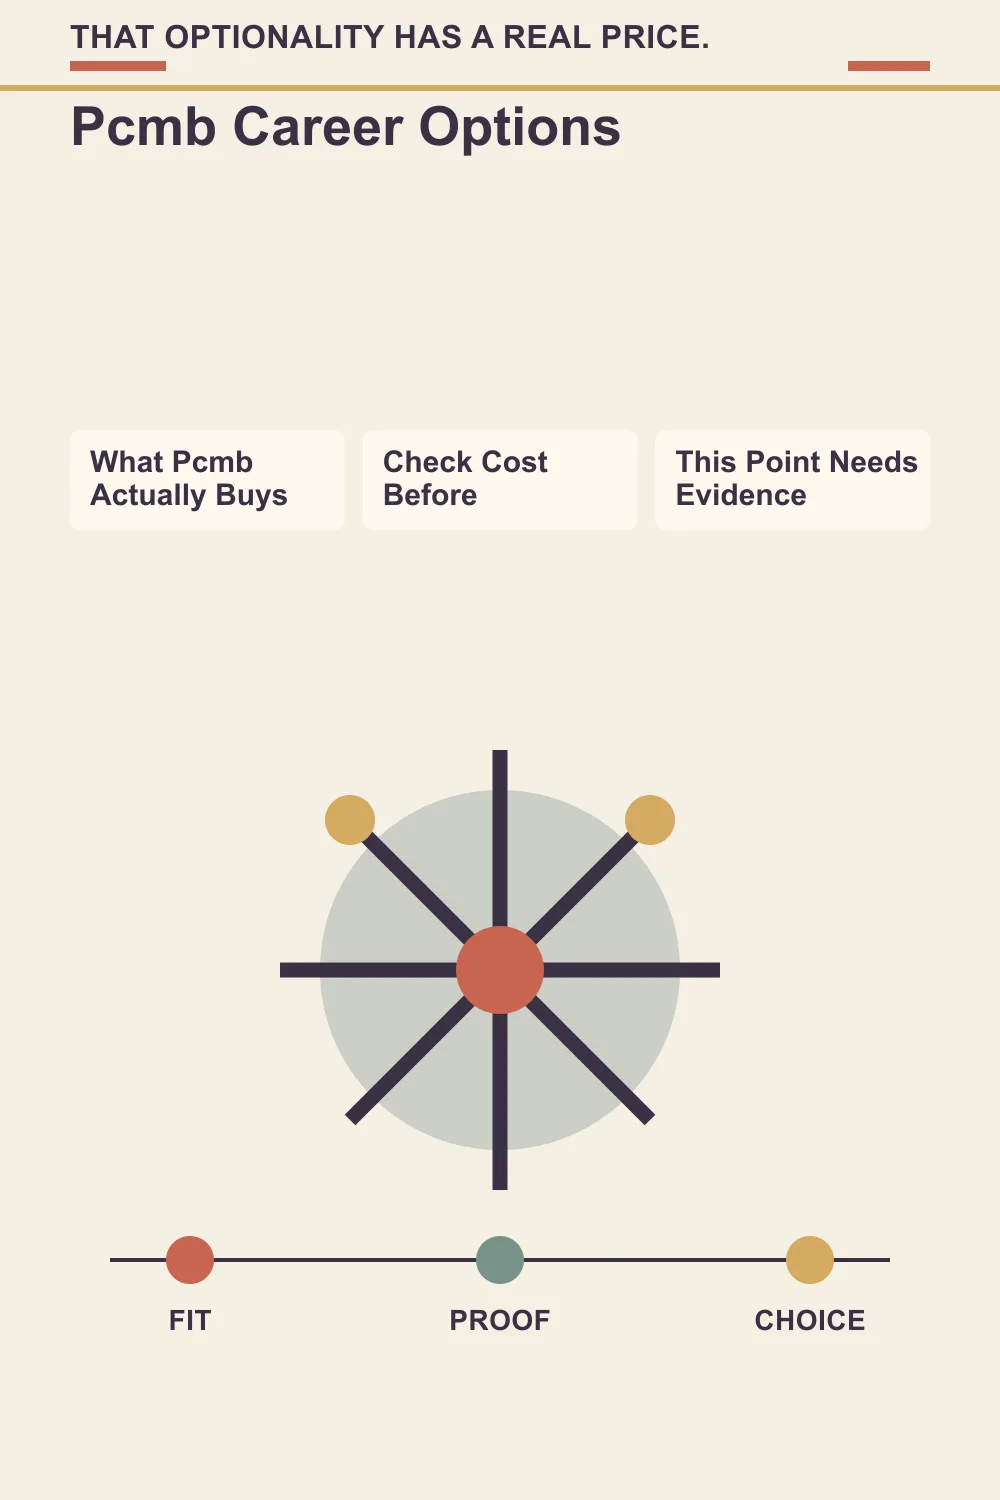 THAT OPTIONALITY HAS A REAL PRICE.
Pcmb Career Options
What Pcmb
Actually Buys
Check Cost
Before
This Point Needs
Evidence
FIT
PROOF
CHOICE